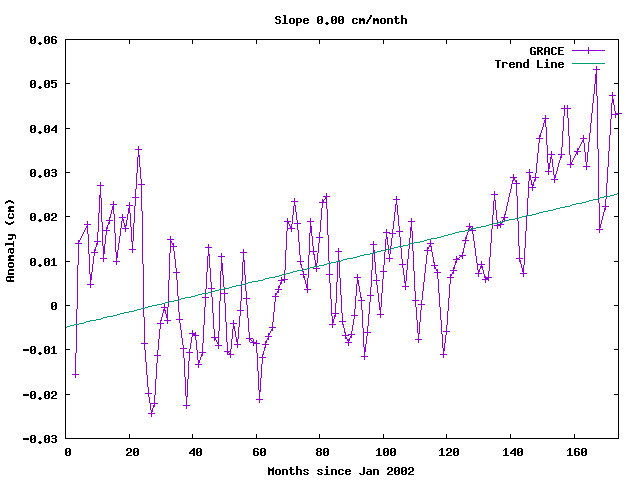 Slope 0.00 cm/month
0.06
0.05
0.04
0.03
0.02
0.01
0
-0.01
-0.02
-0.03
Anomaly (cm)
GRACE
Trend Line
0 20 40 60 80 100 120 140 160
Months since Jan 2002